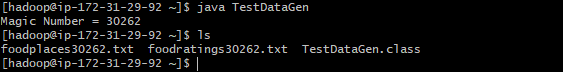 [hadoop@ip-172-31-29-92 ~]$ java TestDataGen
Magic Number = 30262
[hadoop@ip-172-31-29-92 ~]$ ls
foodplaces30262.txt  foodratings30262.txt  TestDataGen.class
[hadoop@ip-172-31-29-92 ~]$